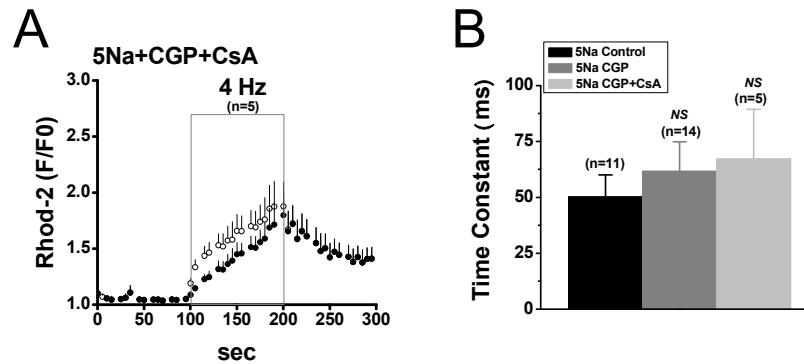 A
5Na+CGP+CsA
4 Hz
(n=5)
Rhod-2 (F/F0)
3.0
2.5
2.0
1.5
1.0
0 50 100 150 200 250 300
sec
B
5Na Control
5Na CGP
5Na CGP+CsA
Time Constant (ms)
100
75
50
25
0
(n=11)
NS
(n=14)
NS
(n=5)